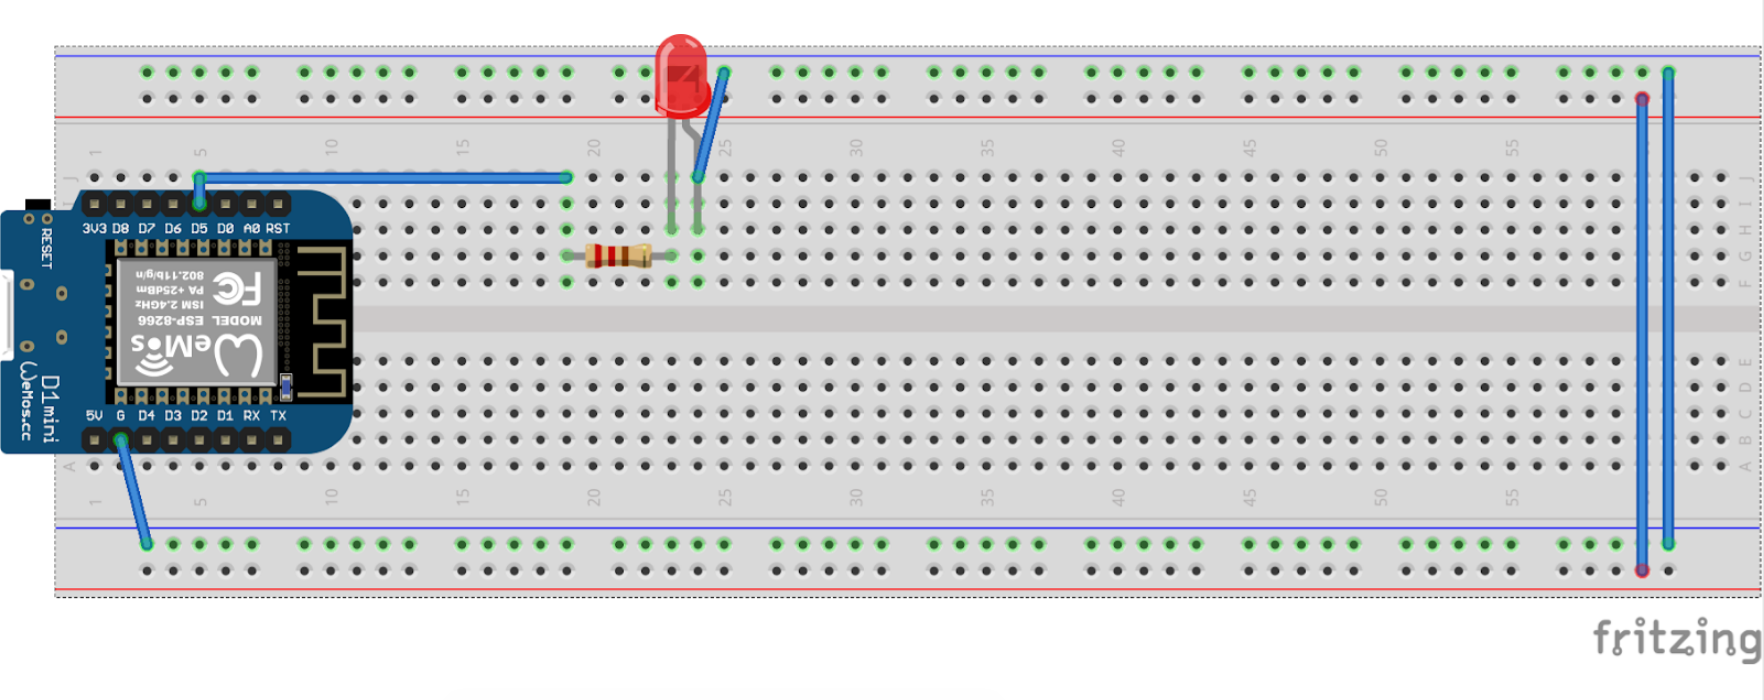 1 5 10 15 20 25 30 35 40 45 50 55
J J
I
H
G
F
3V3 D8 D7 D6 D5 D0 A0 RST
RESET
WeMos
MODEL ESP-8266
ISM 2.4GHz
PA +25dBm
802.11b/g/n
FC
5V G D4 D3 D2 D1 RX TX
D1 mini
WeMos.cc
E
D
C
B
A A
1 5 10 15 20 25 30 35 40 45 50 55
fritzing